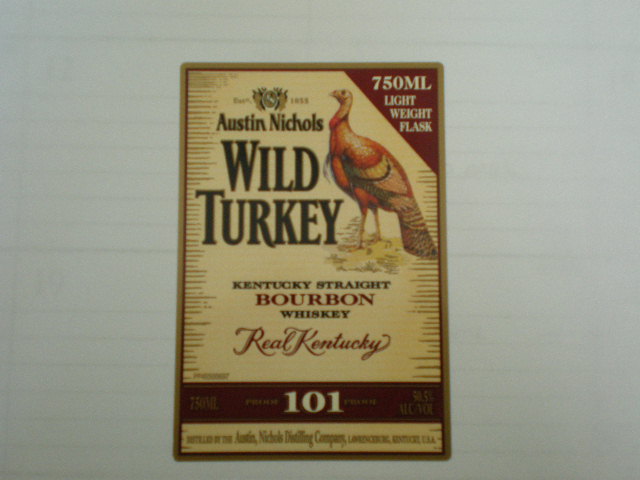 750ML
LIGHT
WEIGHT
FLASK
Estd. 1855
Austin Nichols
WILD
TURKEY
KENTUCKY STRAIGHT
BOURBON
WHISKEY
Real Kentucky
750ML PROOF 101 PROOF 50.5%
ALC/VOL
DISTILLED BY THE Austin, Nichols Distilling Company, LAWRENCEBURG, KENTUCKY, U.S.A.